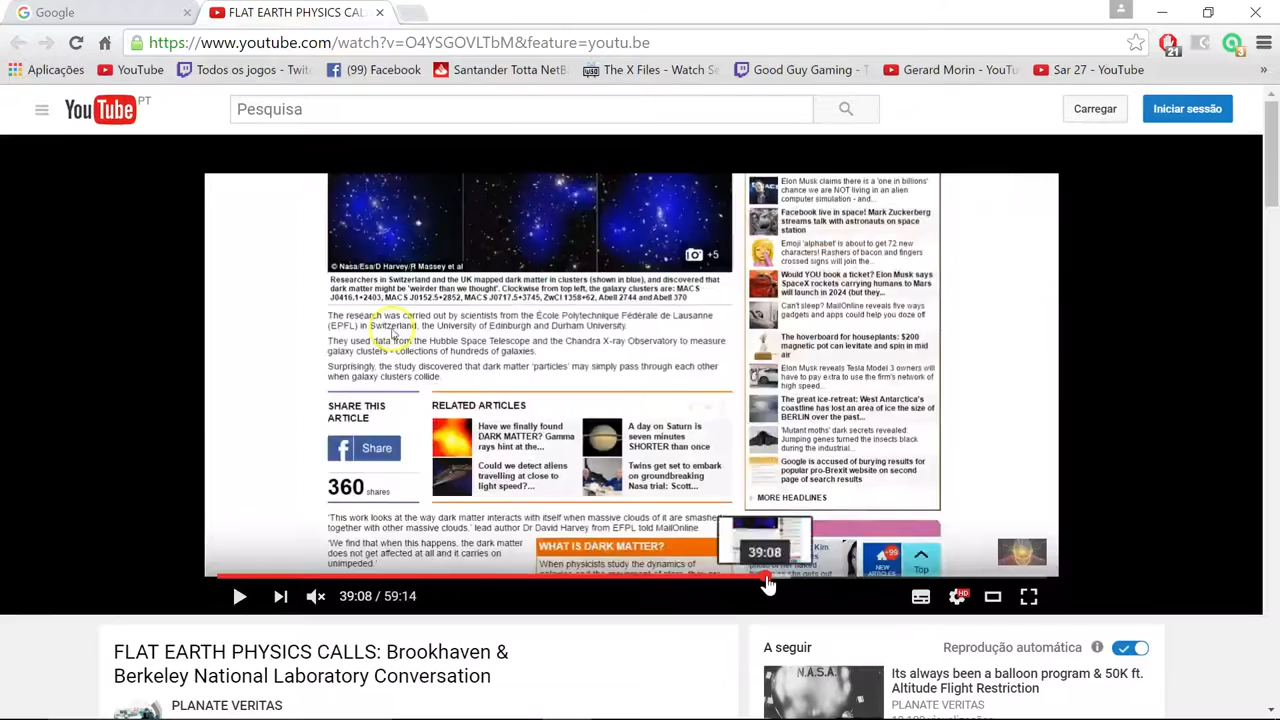 Google
FLAT EARTH PHYSICS CAL
https://www.youtube.com/watch?v=O4YSGOVLTbM&feature=youtu.be
21
3
Aplicações
YouTube
Todos os jogos - Twitc
(99) Facebook
Santander Totta NetB
The X Files - Watch Se
Good Guy Gaming - T
Gerard Morin - YouTu
Sar 27 - YouTube
»
YouTube PT
Pesquisa
Carregar
Iniciar sessão
+5
© Nasa/Esa/D Harvey/R Massey et al
Researchers in Switzerland and the UK mapped dark matter in clusters (shown in blue), and discovered that
dark matter might be 'weirder than we thought'. Clockwise from top left, the galaxy clusters are: MACS
J0416.1+2403, MACS J0152.5+2852, MACS J0717.5+3745, ZwCl 1358+62, Abell 2744 and Abell 370
The research was carried out by scientists from the École Polytechnique Fédérale de Lausanne
(EPFL) in Switzerland, the University of Edinburgh and Durham University.
They used data from the Hubble Space Telescope and the Chandra X-ray Observatory to measure
galaxy clusters - collections of hundreds of galaxies.
Surprisingly, the study discovered that dark matter 'particles' may simply pass through each other
when galaxy clusters collide.
SHARE THIS
ARTICLE
Share
360 shares
RELATED ARTICLES
Have we finally found
DARK MATTER? Gamma
rays hint at the...
A day on Saturn is
seven minutes
SHORTER than once
Could we detect aliens
travelling at close to
light speed?...
Twins get set to embark
on groundbreaking
Nasa trial: Scott...
'This work looks at the way dark matter interacts with itself when massive clouds of it are smashed
together with other massive clouds,' lead author Dr David Harvey from EPFL told MailOnline
'We find that when this happens, the dark matter
does not get affected at all and it carries on
unimpeded.'
WHAT IS DARK MATTER?
When physicists study the dynamics of
Elon Musk claims there is a 'one in billions'
chance we are NOT living in an alien
computer simulation - and...
Facebook live in space! Mark Zuckerberg
streams talk with astronauts on space
station
Emoji 'alphabet' is about to get 72 new
characters! Rashers of bacon and fingers
crossed signs will join the...
Would YOU book a ticket? Elon Musk says
SpaceX rockets carrying humans to Mars
will launch in 2024 (but they...
Can't sleep? MailOnline reveals five ways
gadgets and apps could help you doze off
The hoverboard for houseplants: $200
magnetic pot can levitate and spin in mid
air
Elon Musk reveals Tesla Model 3 owners will
have to pay extra to use the firm's network of
high speed...
The great ice-retreat: West Antarctica's
coastline has lost an area of ice the size of
BERLIN over the past...
'Mutant moths' dark secrets revealed:
Jumping genes turned the insects black
during the industrial...
Google is accused of burying results for
popular pro-Brexit website on second
page of search results
MORE HEADLINES
Kim
+99
NEW
ARTICLES
Top
39:08
39:08 / 59:14
HD
FLAT EARTH PHYSICS CALLS: Brookhaven &
Berkeley National Laboratory Conversation
PLANATE VERITAS
A seguir
Reprodução automática
N.A.S.A.
Its always been a balloon program & 50K ft.
Altitude Flight Restriction
PLANATE VERITAS